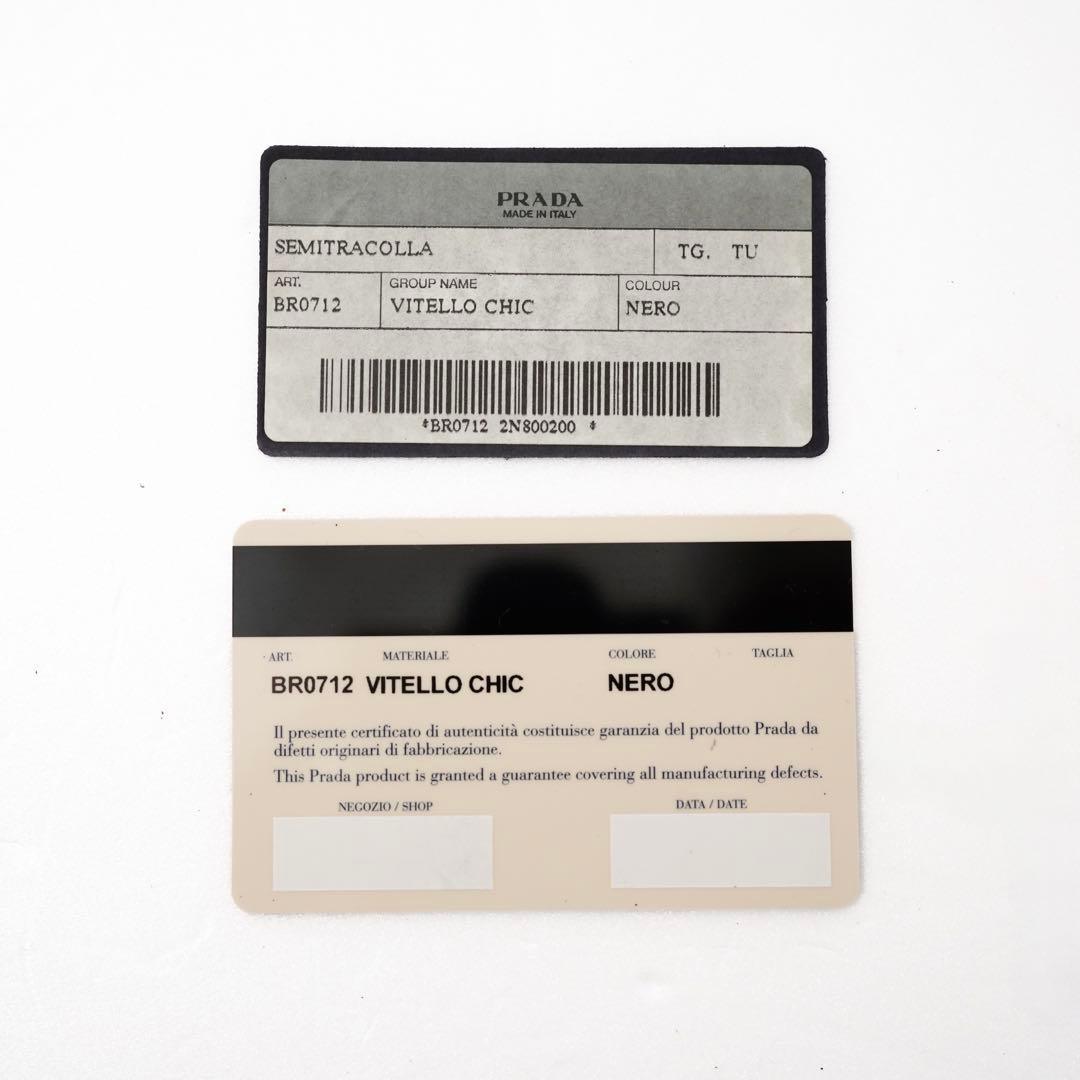 PRADA
MADE IN ITALY
SEMITRACOLLA TG. TU
ART. GROUP NAME COLOUR
BR0712 VITELLO CHIC NERO
*BR0712 2N800200 *
ART. MATERIALE COLORE TAGLIA
BR0712 VITELLO CHIC NERO
Il presente certificato di autenticità costituisce garanzia del prodotto Prada da
difetti originari di fabbricazione.
This Prada product is granted a guarantee covering all manufacturing defects.
NEGOZIO / SHOP DATA / DATE